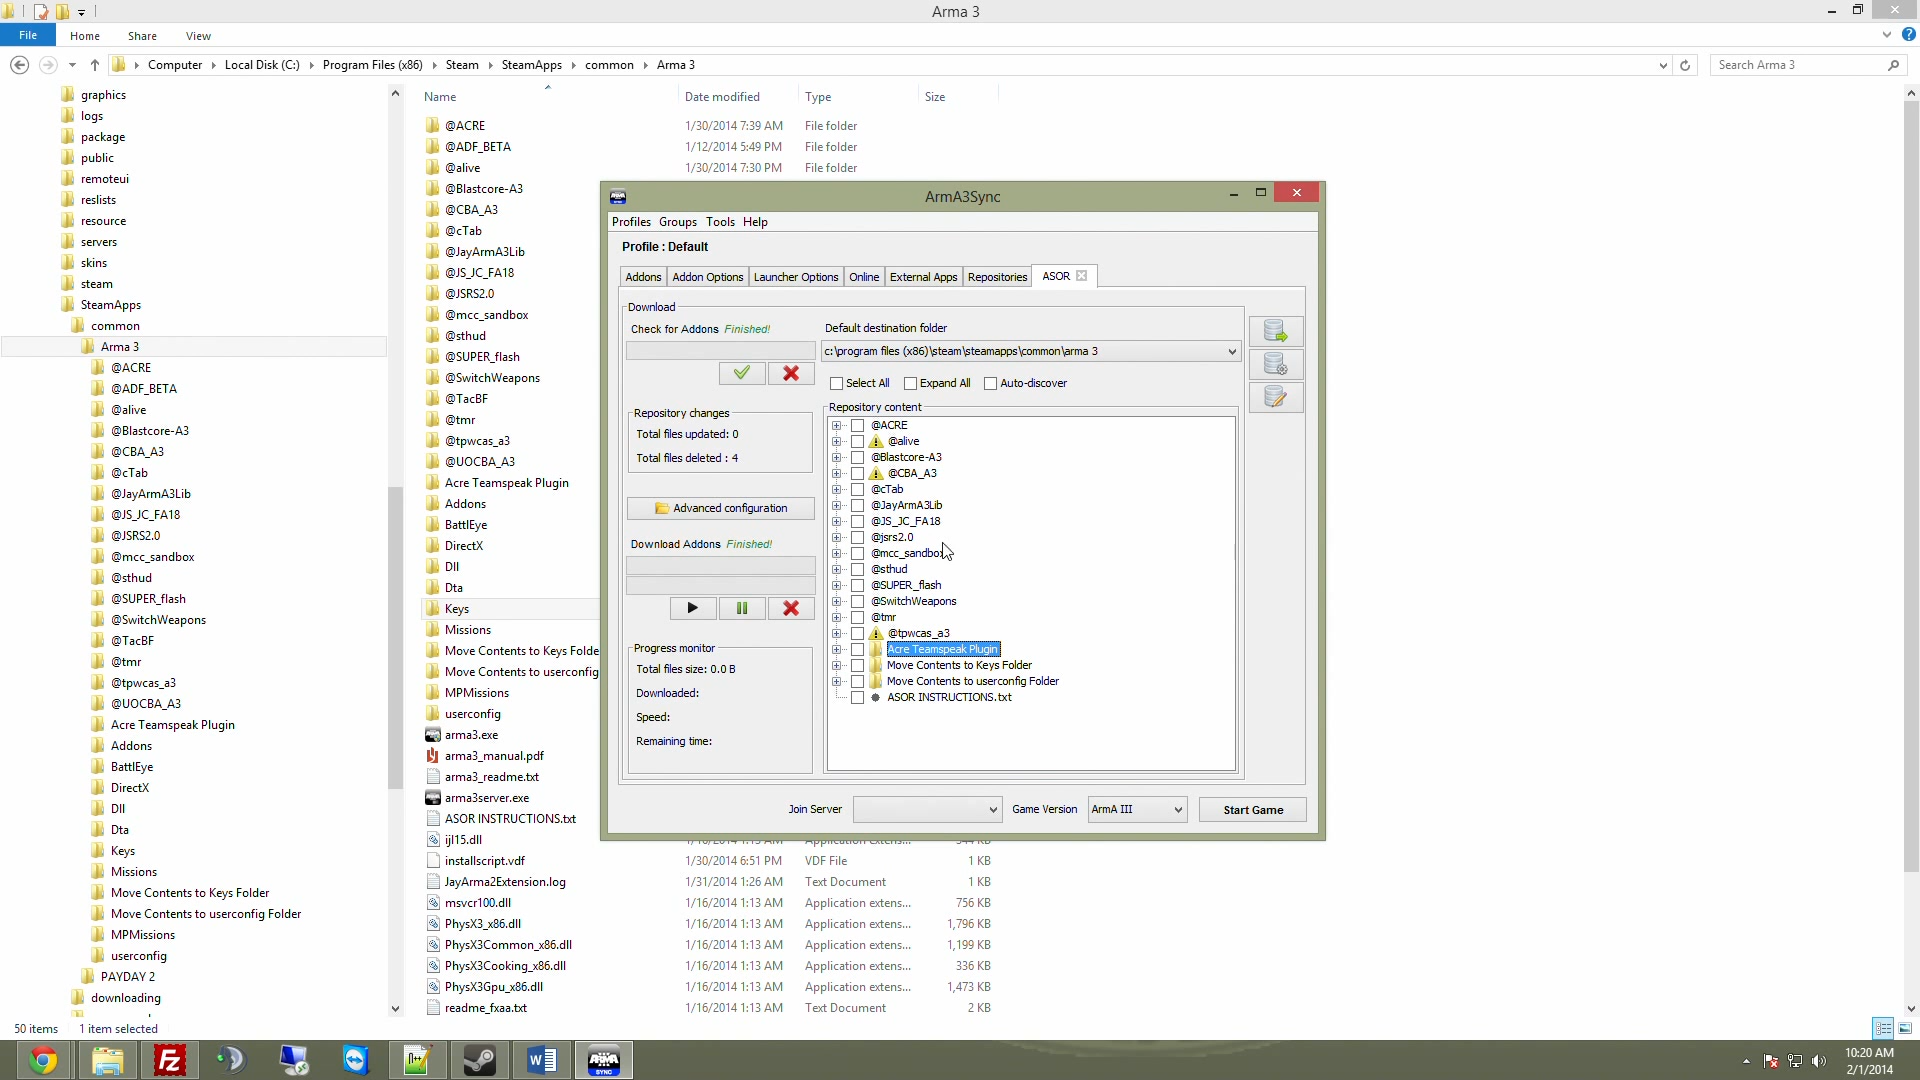 Arma 3
File
Home
Share
View
Computer
Local Disk (C:)
Program Files (x86)
Steam
SteamApps
common
Arma 3
Search Arma 3
graphics
logs
package
public
remoteui
reslists
resource
servers
skins
steam
SteamApps
common
Arma 3
@ACRE
@ADF_BETA
@alive
@Blastcore-A3
@CBA_A3
@cTab
@JayArmA3Lib
@JS_JC_FA18
@JSRS2.0
@mcc_sandbox
@sthud
@SUPER_flash
@SwitchWeapons
@TacBF
@tmr
@tpwcas_a3
@UOCBA_A3
Acre Teamspeak Plugin
Addons
BattlEye
DirectX
Dll
Dta
Keys
Missions
Move Contents to Keys Folder
Move Contents to userconfig Folder
MPMissions
userconfig
PAYDAY 2
downloading
Name Date modified Type Size
@ACRE 1/30/2014 7:39 AM File folder
@ADF_BETA 1/12/2014 5:49 PM File folder
@alive 1/30/2014 7:30 PM File folder
@Blastcore-A3
@CBA_A3
@cTab
@JayArmA3Lib
@JS_JC_FA18
@JSRS2.0
@mcc_sandbox
@sthud
@SUPER_flash
@SwitchWeapons
@TacBF
@tmr
@tpwcas_a3
@UOCBA_A3
Acre Teamspeak Plugin
Addons
BattlEye
DirectX
Dll
Dta
Keys
Missions
Move Contents to Keys Folde
Move Contents to userconfig
MPMissions
userconfig
arma3.exe
arma3_manual.pdf
arma3_readme.txt
arma3server.exe
ASOR INSTRUCTIONS.txt
ijl15.dll
installscript.vdf 1/30/2014 6:51 PM VDF File 1 KB
JayArma2Extension.log 1/31/2014 1:26 AM Text Document 1 KB
msvcr100.dll 1/16/2014 1:13 AM Application extens... 756 KB
PhysX3_x86.dll 1/16/2014 1:13 AM Application extens... 1,796 KB
PhysX3Common_x86.dll 1/16/2014 1:13 AM Application extens... 1,199 KB
PhysX3Cooking_x86.dll 1/16/2014 1:13 AM Application extens... 336 KB
PhysX3Gpu_x86.dll 1/16/2014 1:13 AM Application extens... 1,473 KB
readme_fxaa.txt 1/16/2014 1:13 AM Text Document 2 KB
ArmA3Sync
Profiles Groups Tools Help
Profile : Default
Addons
Addon Options
Launcher Options
Online
External Apps
Repositories
ASOR
Download
Check for Addons Finished!
Default destination folder
c:\program files (x86)\steam\steamapps\common\arma 3
Select All Expand All Auto-discover
Repository changes
Total files updated: 0
Total files deleted : 4
Advanced configuration
Download Addons Finished!
Progress monitor
Total files size: 0.0 B
Downloaded:
Speed:
Remaining time:
Repository content
@ACRE
@alive
@Blastcore-A3
@CBA_A3
@cTab
@JayArmA3Lib
@JS_JC_FA18
@jsrs2.0
@mcc_sandbox
@sthud
@SUPER_flash
@SwitchWeapons
@tmr
@tpwcas_a3
Acre Teamspeak Plugin
Move Contents to Keys Folder
Move Contents to userconfig Folder
ASOR INSTRUCTIONS.txt
Join Server
Game Version
ArmA III
Start Game
50 items 1 item selected
10:20 AM
2/1/2014